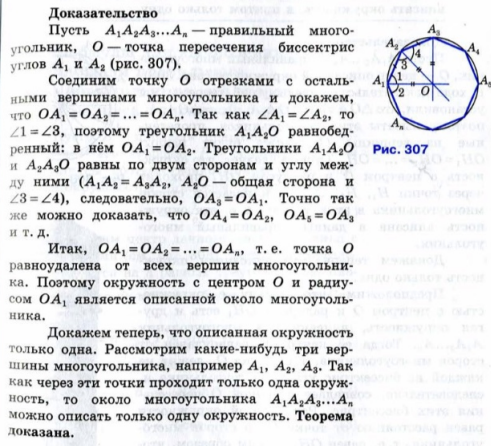 Доказательство
Пусть A₁A₂A₃...Aₙ — правильный много-
угольник, O — точка пересечения биссектрис
углов A₁ и A₂ (рис. 307).
Соединим точку O отрезками с осталь-
ными вершинами многоугольника и докажем,
что OA₁ = OA₂ = ... = OAₙ. Так как ∠A₁ = ∠A₂, то
∠1 = ∠3, поэтому треугольник A₁A₂O равнобед-
ренный: в нём OA₁ = OA₂. Треугольники A₁A₂O
и A₂A₃O равны по двум сторонам и углу меж-
ду ними (A₁A₂ = A₃A₂, A₂O — общая сторона и
∠3 = ∠4), следовательно, OA₃ = OA₁. Точно так
же можно доказать, что OA₄ = OA₂, OA₅ = OA₃
и т. д.
Итак, OA₁ = OA₂ = ... = OAₙ, т. е. точка O
равноудалена от всех вершин многоугольни-
ка. Поэтому окружность с центром O и радиу-
сом OA₁ является описанной около многоуголь-
ника.
Докажем теперь, что описанная окружность
только одна. Рассмотрим какие-нибудь три вер-
шины многоугольника, например A₁, A₂, A₃. Так
как через эти точки проходит только одна окруж-
ность, то около многоугольника A₁A₂A₃...Aₙ
можно описать только одну окружность. Теорема
доказана.
A₃
A₂
A₄
4
3
A₁
1
2
O
Aₙ
Рис. 307